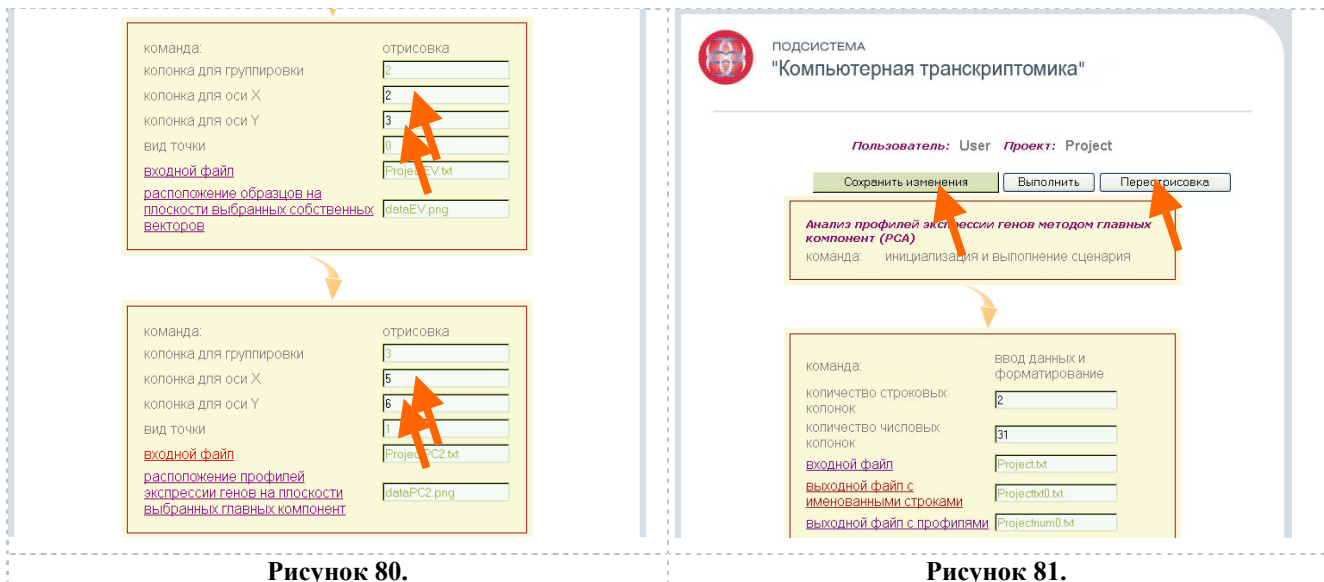 команда: отрисовка
колонка для группировки 2
колонка для оси X 2
колонка для оси Y 3
вид точки 0
входной файл ProjectEV.txt
расположение образцов на
плоскости выбранных собственных dataEV.png
векторов
команда: отрисовка
колонка для группировки 3
колонка для оси X 5
колонка для оси Y 6
вид точки 1
входной файл ProjectPC2.txt
расположение профилей
экспрессии генов на плоскости dataPC2.png
выбранных главных компонент
Рисунок 80.
ПОДСИСТЕМА
"Компьютерная транскриптомика"
Пользователь: User Проект: Project
Сохранить изменения Выполнить Переотрисовка
Анализ профилей экспрессии генов методом главных
компонент (PCA)
команда: инициализация и выполнение сценария
команда: ввод данных и
форматирование
количество строковых
колонок 2
количество числовых
колонок 31
входной файл Project.txt
выходной файл с
именованными строками Projecttxt0.txt
выходной файл с профилями Projectnum0.txt
Рисунок 81.